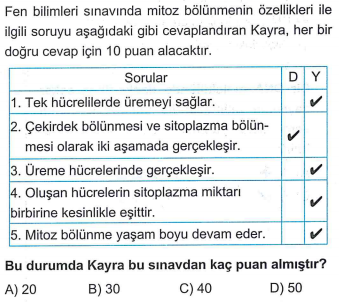 Fen bilimleri sınavında mitoz bölünmenin özellikleri ile
ilgili soruyu aşağıdaki gibi cevaplandıran Kayra, her bir
doğru cevap için 10 puan alacaktır.
Sorular D Y
1. Tek hücrelilerde üremeyi sağlar. ✓
2. Çekirdek bölünmesi ve sitoplazma bölün-
mesi olarak iki aşamada gerçekleşir. ✓
3. Üreme hücrelerinde gerçekleşir. ✓
4. Oluşan hücrelerin sitoplazma miktarı
birbirine kesinlikle eşittir. ✓
5. Mitoz bölünme yaşam boyu devam eder. ✓
Bu durumda Kayra bu sınavdan kaç puan almıştır?
A) 20 B) 30 C) 40 D) 50